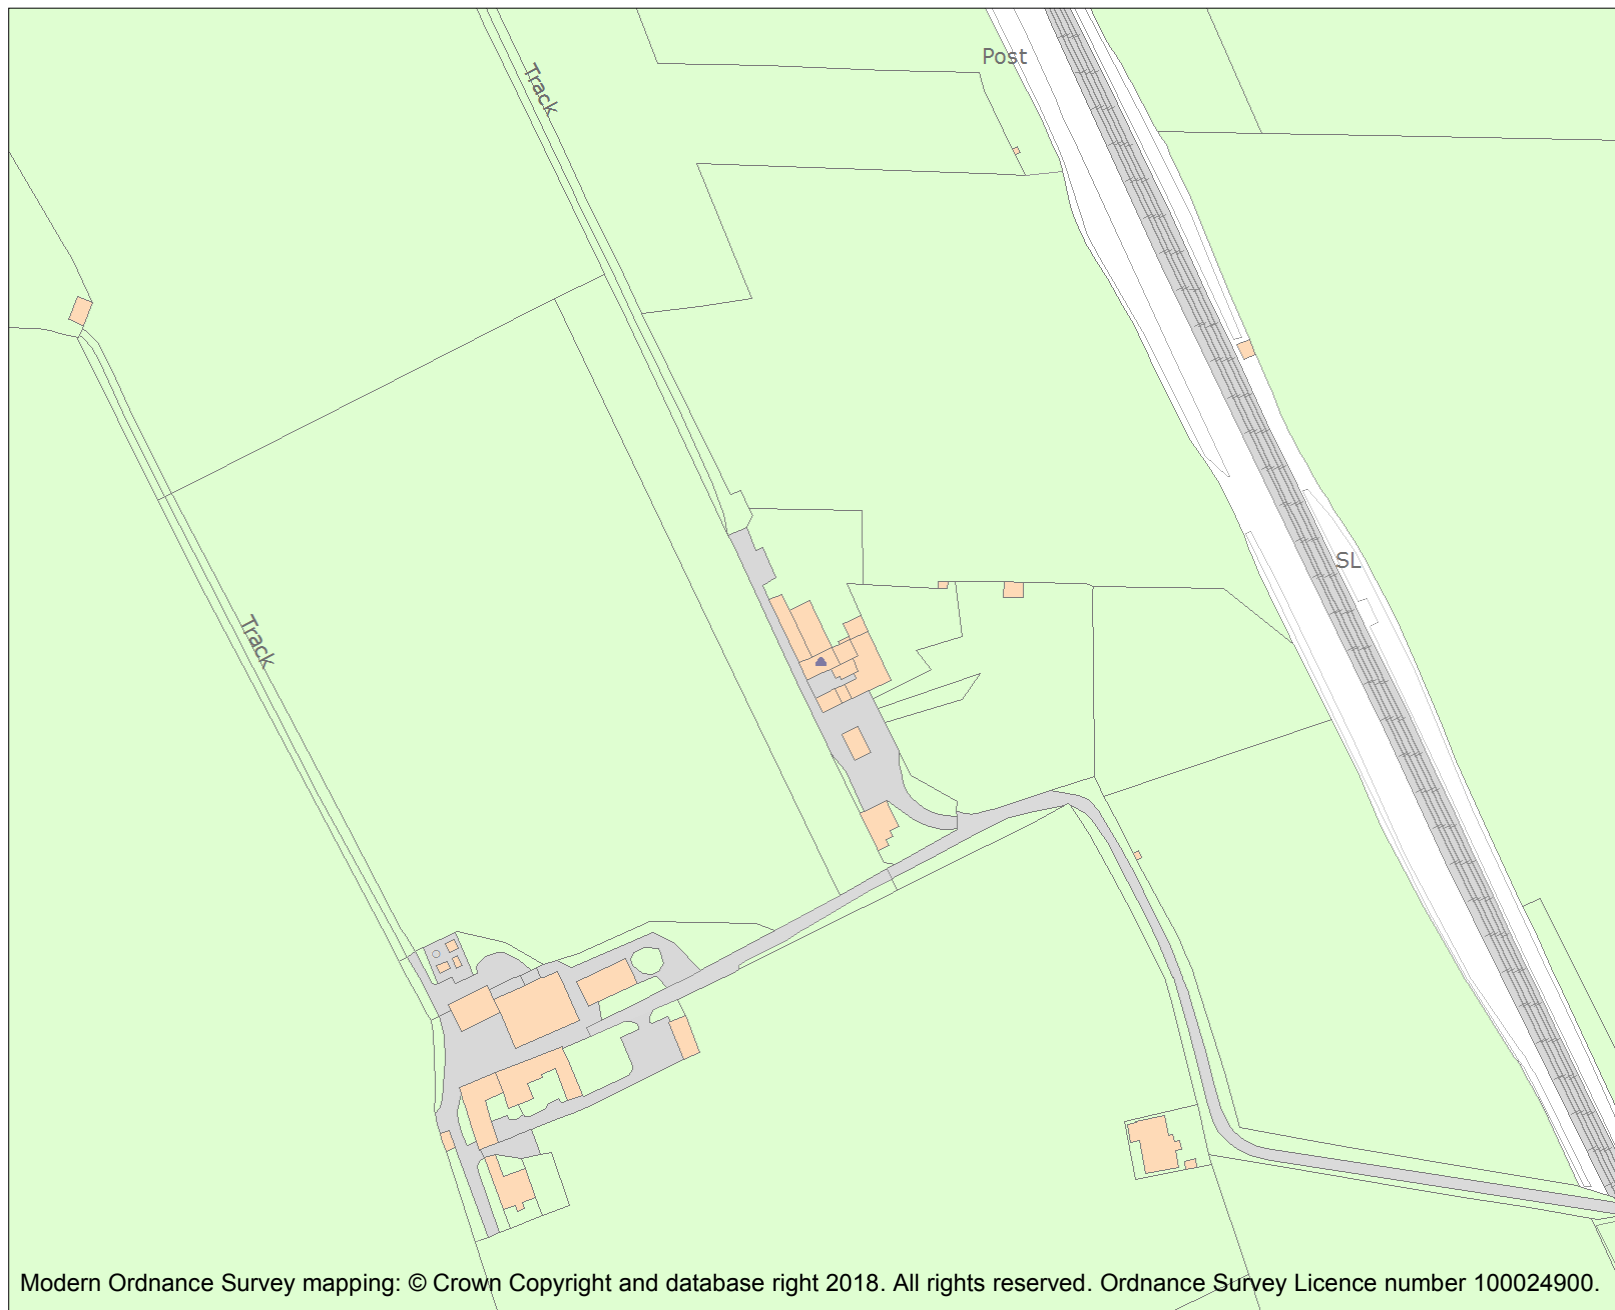 Post
Track
SL
Track
Modern Ordnance Survey mapping: © Crown Copyright and database right 2018. All rights reserved. Ordnance Survey Licence number 100024900.